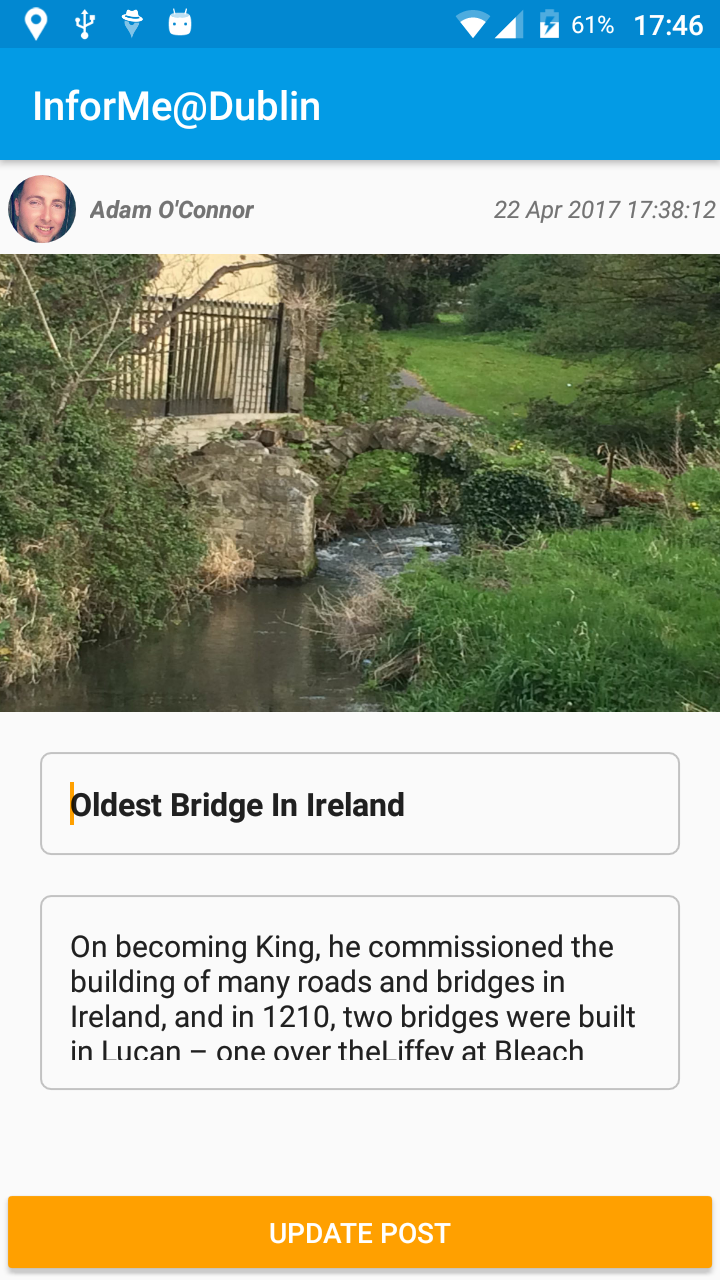 61% 17:46
InforMe@Dublin
Adam O'Connor 22 Apr 2017 17:38:12
Oldest Bridge In Ireland
On becoming King, he commissioned the
building of many roads and bridges in
Ireland, and in 1210, two bridges were built
in Lucan – one over theLiffey at Bleach
UPDATE POST